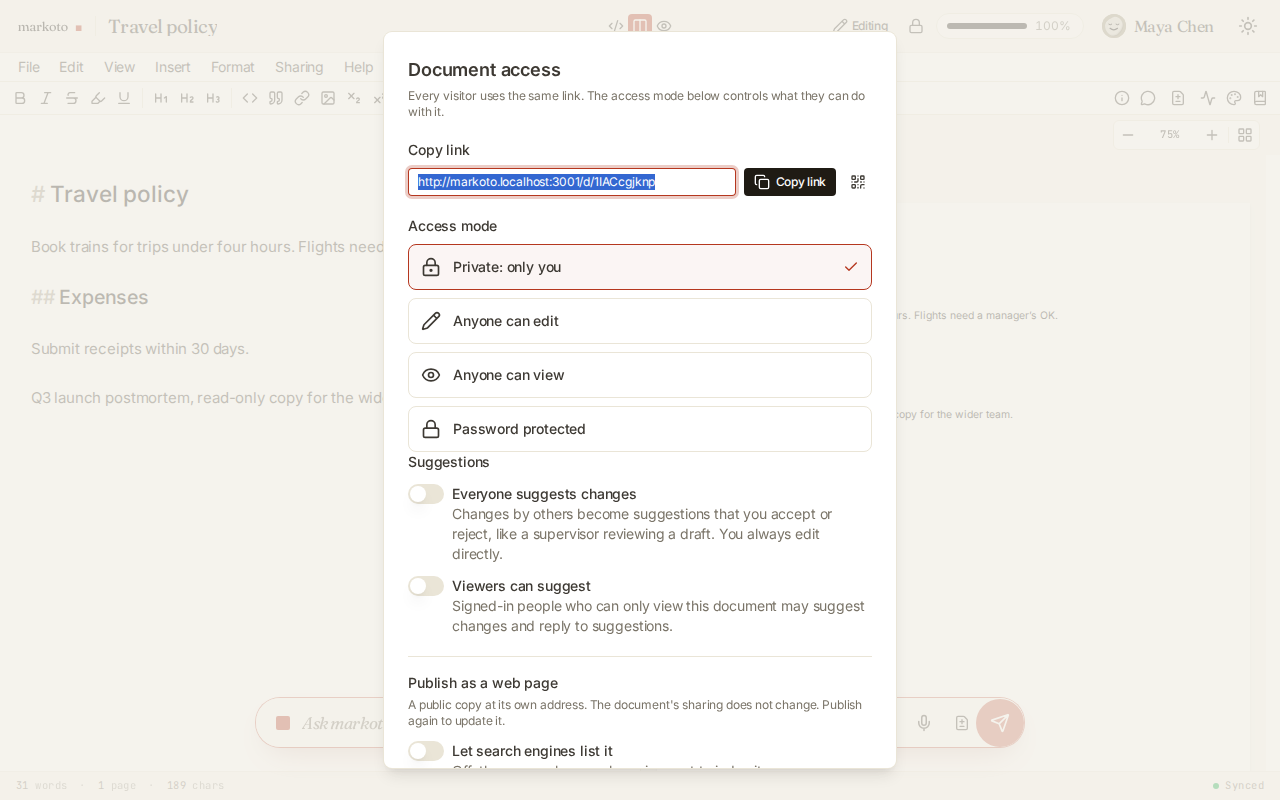 markoto
Travel policy
Editing
100%
Maya Chen
File Edit View Insert Format Sharing Help
B I S U H1 H2 H3
75%
# Travel policy
Book trains for trips under four hours. Flights need
## Expenses
Submit receipts within 30 days.
Q3 launch postmortem, read-only copy for the wid
rs. Flights need a manager's OK.
copy for the wider team.
Document access
Every visitor uses the same link. The access mode below controls what they can do
with it.
Copy link
http://markoto.localhost:3001/d/1IACcgjknp
Copy link
Access mode
Private: only you
Anyone can edit
Anyone can view
Password protected
Suggestions
Everyone suggests changes
Changes by others become suggestions that you accept or
reject, like a supervisor reviewing a draft. You always edit
directly.
Viewers can suggest
Signed-in people who can only view this document may suggest
changes and reply to suggestions.
Publish as a web page
A public copy at its own address. The document's sharing does not change. Publish
again to update it.
Let search engines list it
Ask markot
31 words · 1 page · 189 chars
Synced